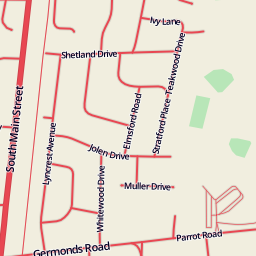 Ivy Lane
Shetland Drive
Teakwood Drive
South Main Street
Elmsford Road
Stratford Place
Lyncrest Avenue
Jolen Drive
Whitewood Drive
Muller Drive
Parrot Road
Germonds Road